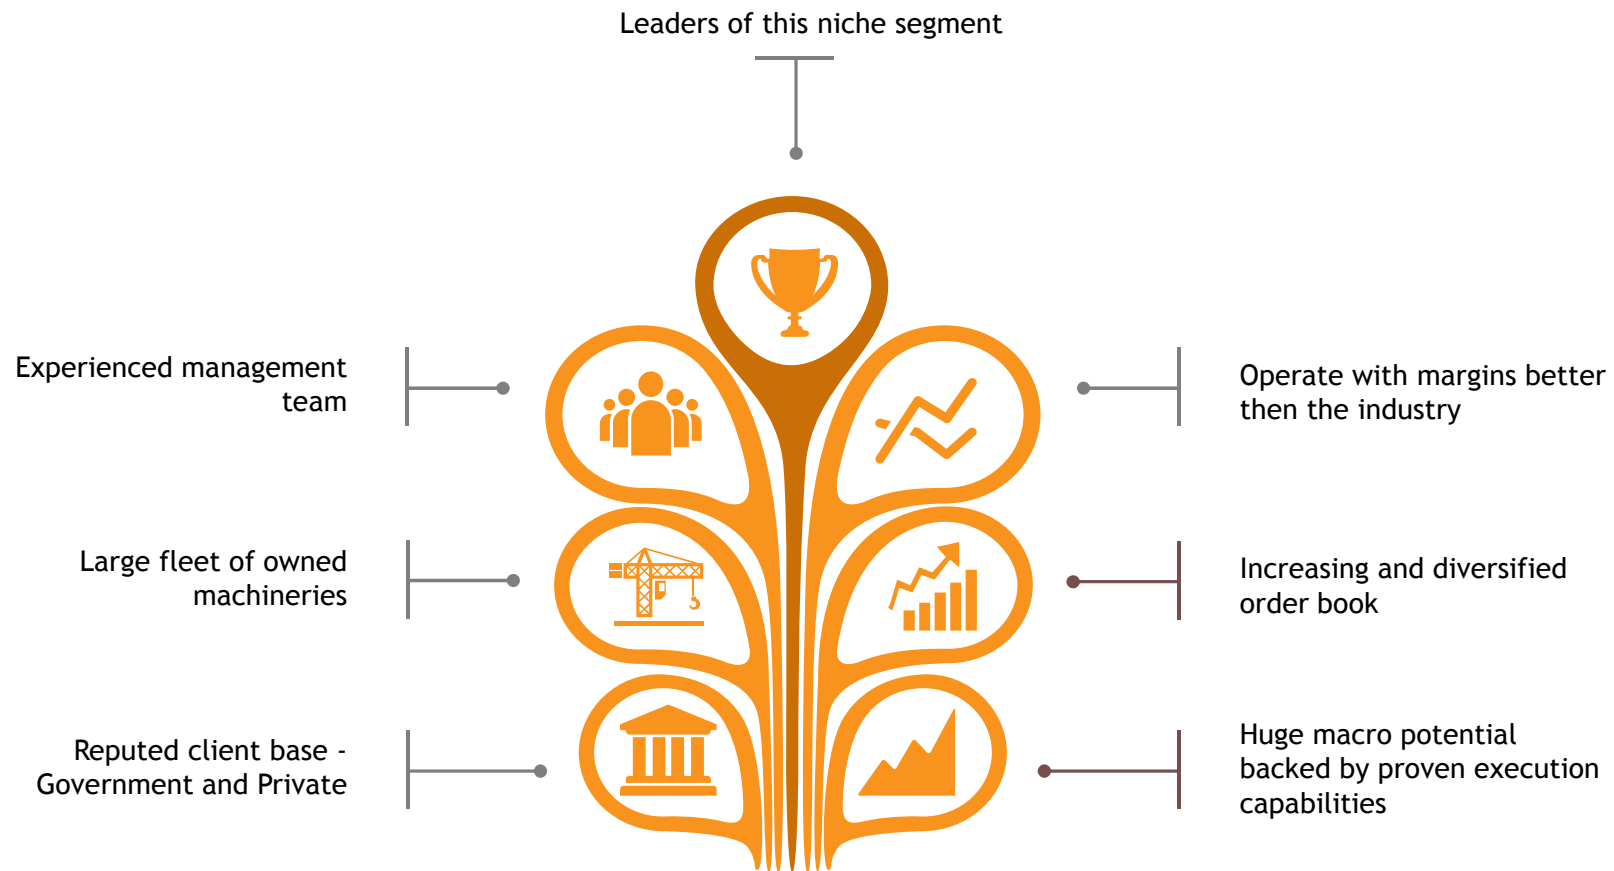 Leaders of this niche segment
Experienced management
team
Operate with margins better
then the industry
Large fleet of owned
machineries
Increasing and diversified
order book
Reputed client base -
Government and Private
Huge macro potential
backed by proven execution
capabilities